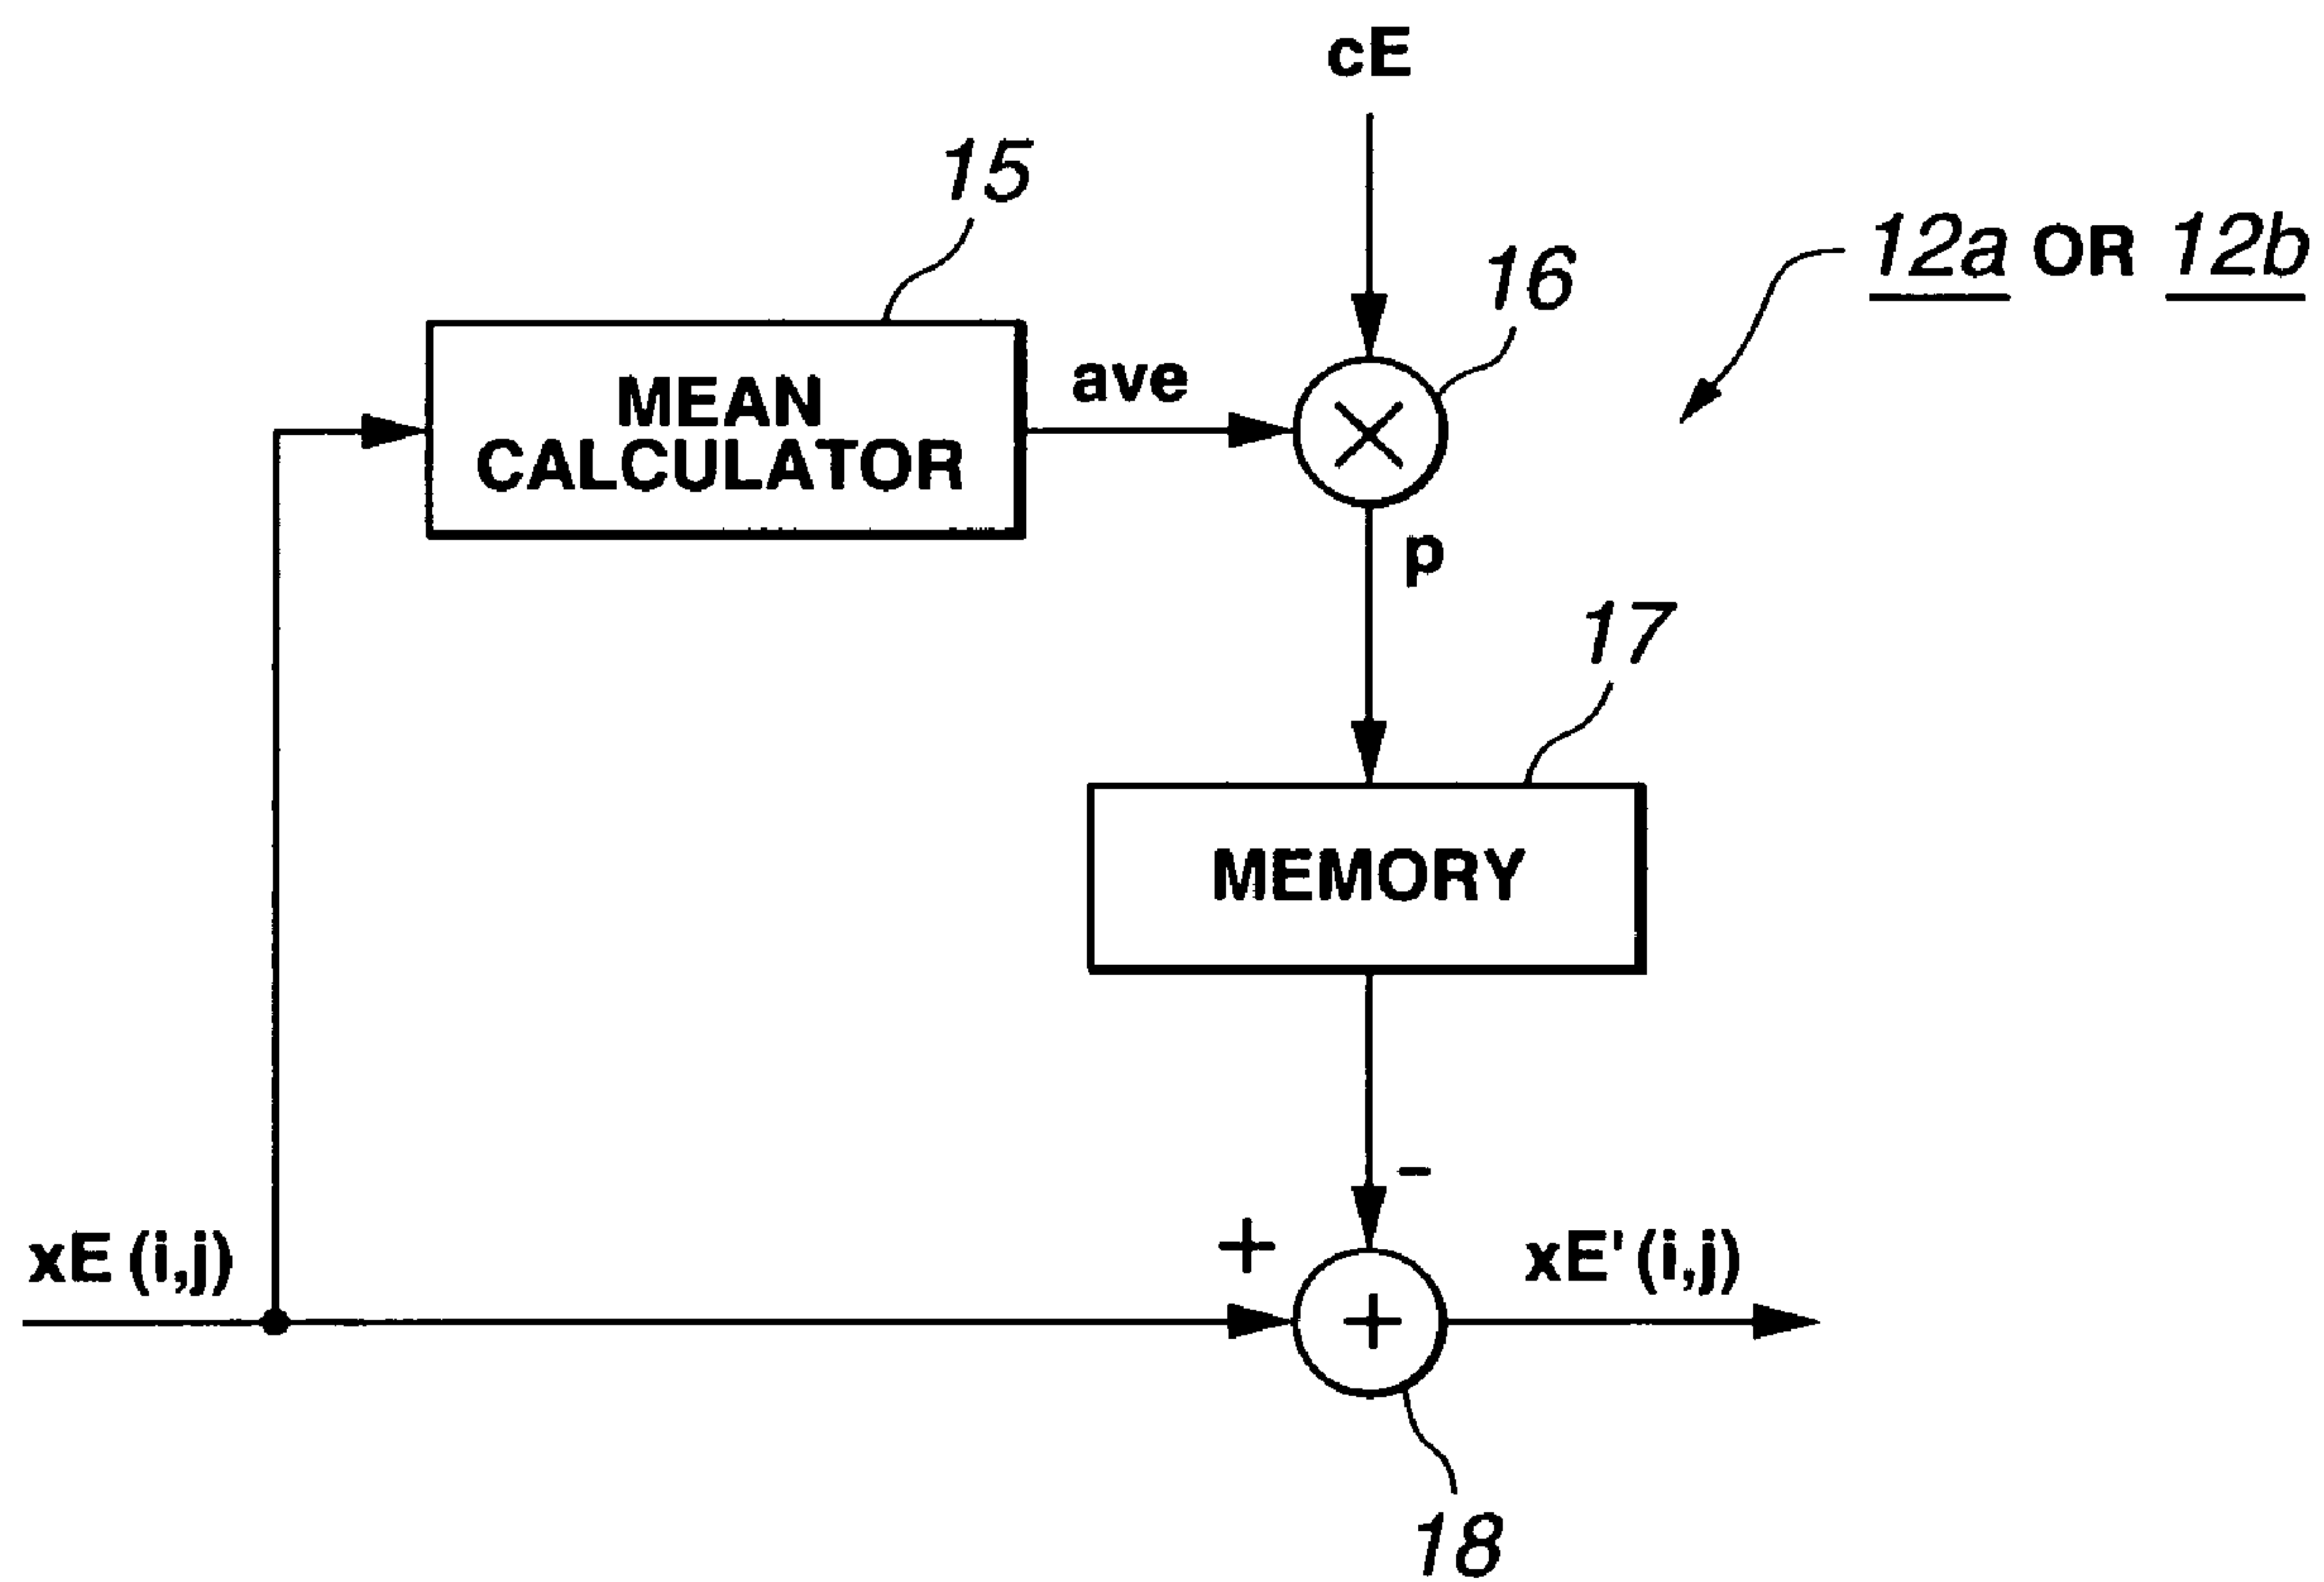 cE
15
16
12a OR 12b
MEAN
CALCULATOR
ave
p
17
MEMORY
-
+
xE (i,j)
xE' (i,j)
+
18